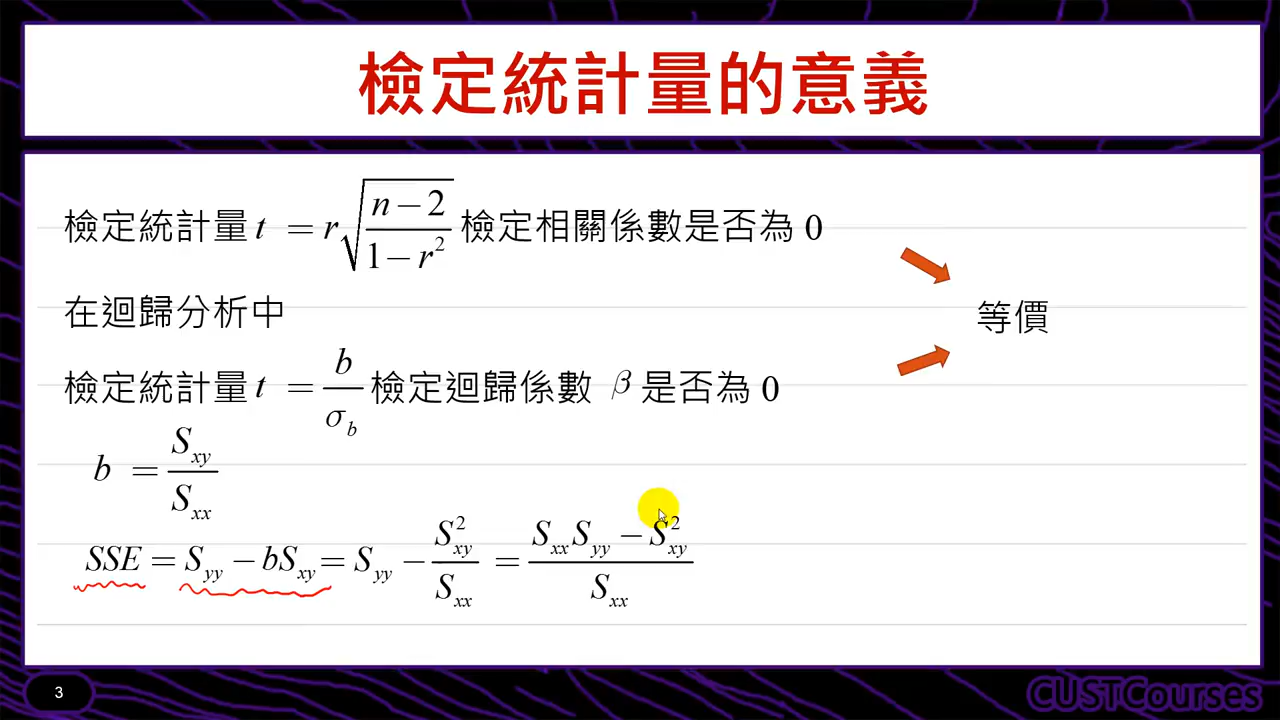 檢定統計量的意義
檢定統計量 t = r√((n−2)/(1−r²)) 檢定相關係數是否為 0
在迴歸分析中
等價
檢定統計量 t = b/σ_b 檢定迴歸係數 β 是否為 0
b = S_xy/S_xx
SSE = S_yy − bS_xy = S_yy − S²_xy/S_xx = (S_xx S_yy − S²_xy)/S_xx
3
CUSTCourses